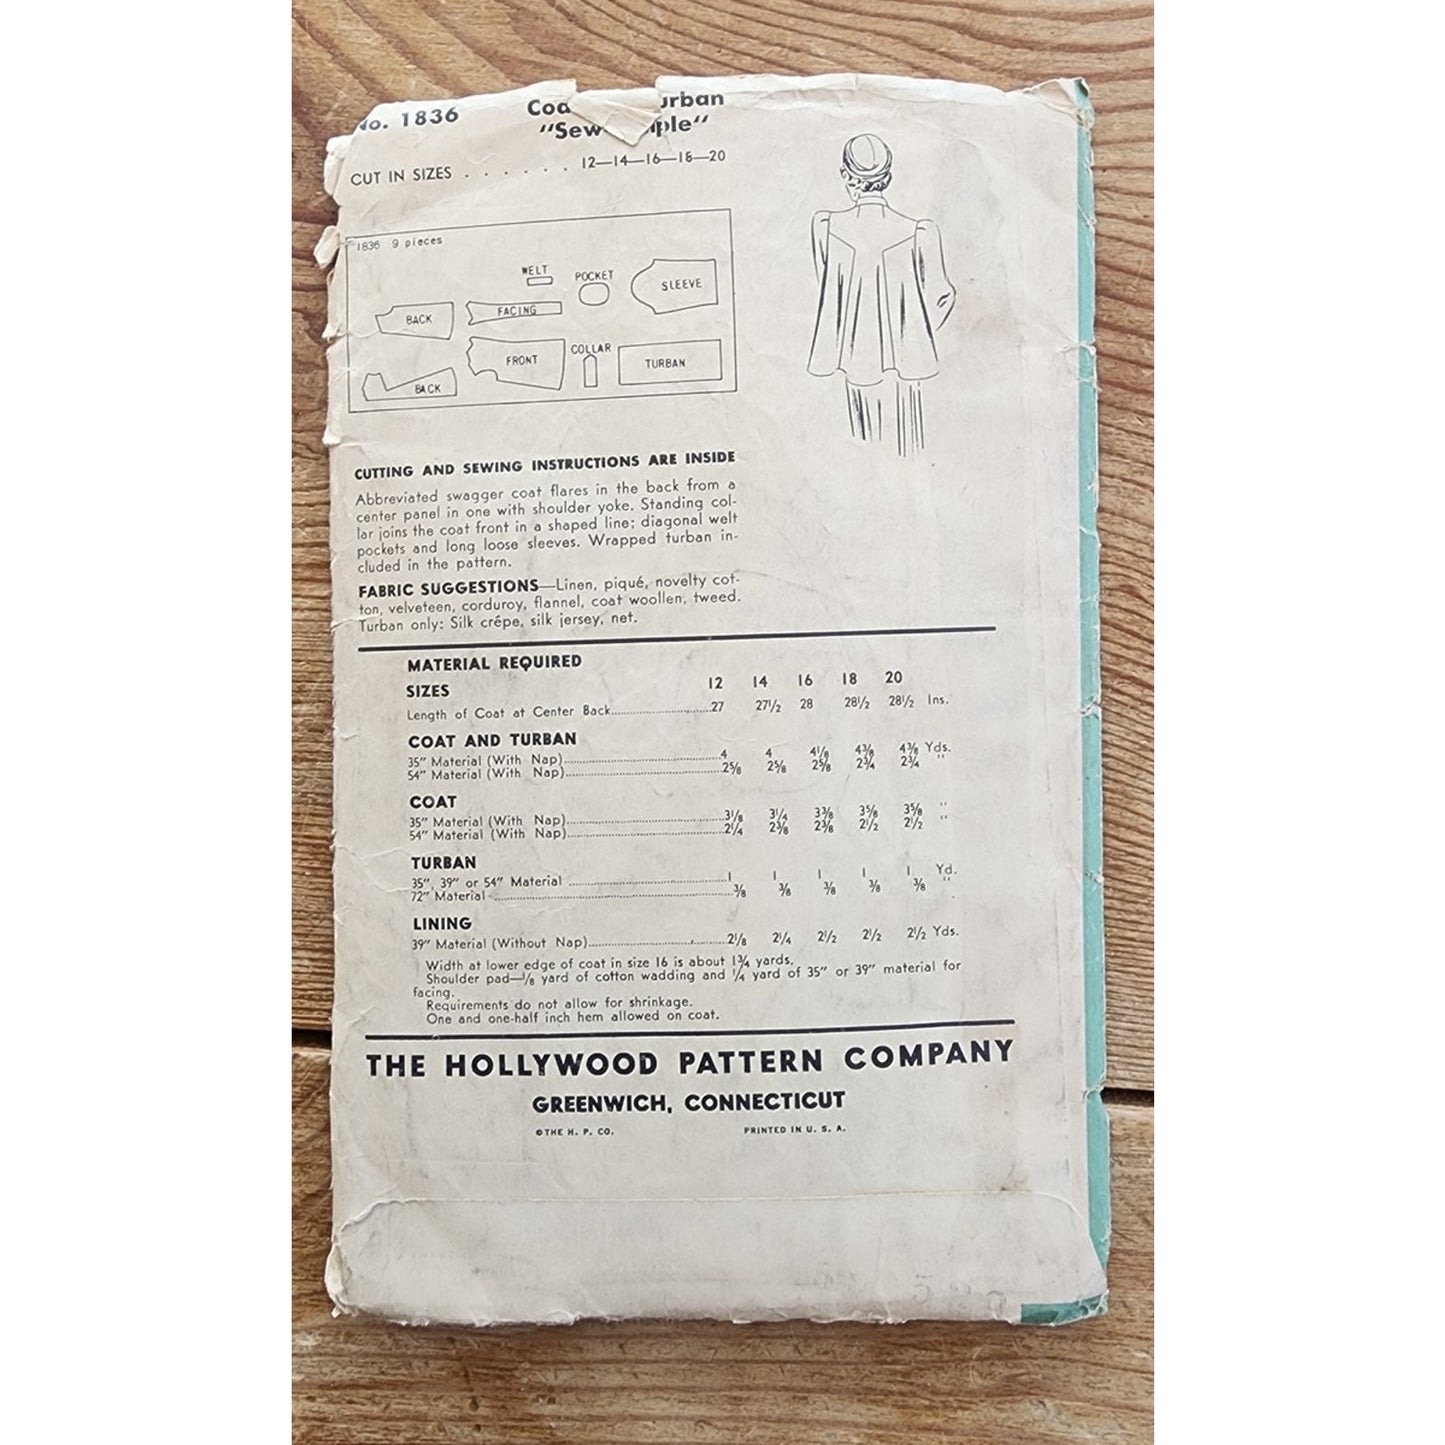 No. 1836 Coa urban
"Sew mple"
CUT IN SIZES . . . . . . 12—14—16—18—20
1836 9 pieces
WELT
POCKET
SLEEVE
BACK
FACING
FRONT
COLLAR
TURBAN
BACK
CUTTING AND SEWING INSTRUCTIONS ARE INSIDE
Abbreviated swagger coat flares in the back from a
center panel in one with shoulder yoke. Standing col-
lar joins the coat front in a shaped line; diagonal welt
pockets and long loose sleeves. Wrapped turban in-
cluded in the pattern.
FABRIC SUGGESTIONS—Linen, piqué, novelty cot-
ton, velveteen, corduroy, flannel, coat woollen, tweed.
Turban only: Silk crêpe, silk jersey, net.
MATERIAL REQUIRED
SIZES 12 14 16 18 20
Length of Coat at Center Back 27 27½ 28 28½ 28½ Ins.
COAT AND TURBAN
35" Material (With Nap) 4 4 4⅛ 4⅜ 4⅜ Yds.
54" Material (With Nap) 2⅝ 2⅝ 2⅝ 2¾ 2¾ "
COAT
35" Material (With Nap) 3⅛ 3¼ 3⅜ 3⅝ 3⅝ "
54" Material (With Nap) 2¼ 2⅜ 2⅜ 2½ 2½ "
TURBAN
35", 39" or 54" Material 1 1 1 1 1 Yd.
72" Material ⅜ ⅜ ⅜ ⅜ ⅜ "
LINING
39" Material (Without Nap) 2⅛ 2¼ 2½ 2½ 2½ Yds.
Width at lower edge of coat in size 16 is about 1¾ yards.
Shoulder pad—⅛ yard of cotton wadding and ¼ yard of 35" or 39" material for
facing.
Requirements do not allow for shrinkage.
One and one-half inch hem allowed on coat.
THE HOLLYWOOD PATTERN COMPANY
GREENWICH, CONNECTICUT
©THE H. P. CO. PRINTED IN U. S. A.